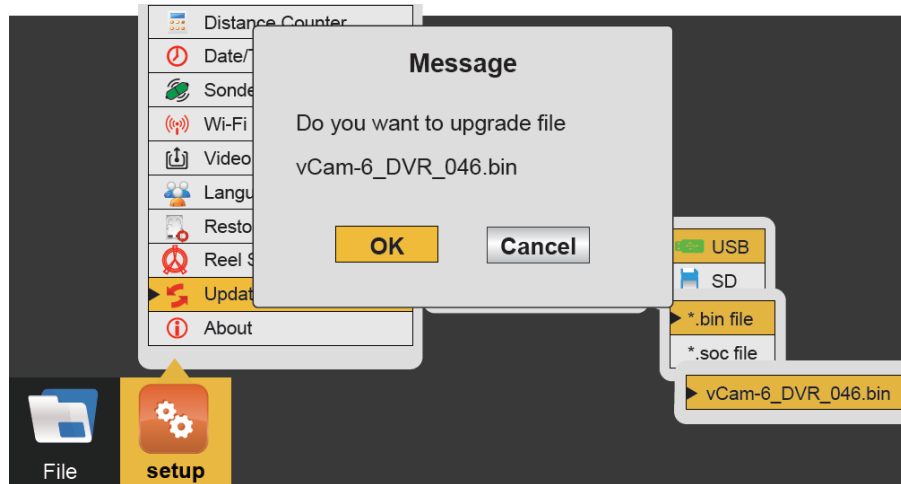 Distance Counter
Date/
Sonde
Wi-Fi
Video
Langu
Resto
Reel S
Updat
About
Message
Do you want to upgrade file
vCam-6_DVR_046.bin
OK
Cancel
USB
SD
*.bin file
*.soc file
vCam-6_DVR_046.bin
File
setup